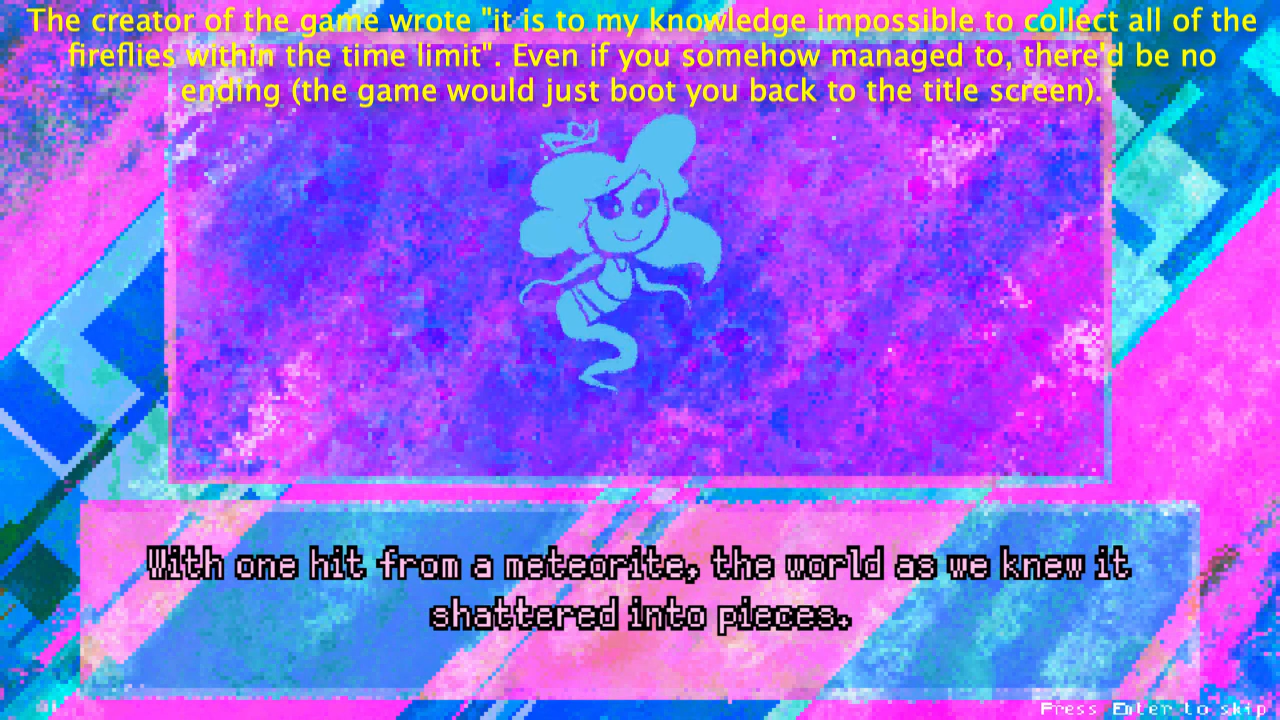 The creator of the game wrote "it is to my knowledge impossible to collect all of the
fireflies within the time limit". Even if you somehow managed to, there'd be no
ending (the game would just boot you back to the title screen).
With one hit from a meteorite, the world as we knew it
shattered into pieces.
Press Enter to skip